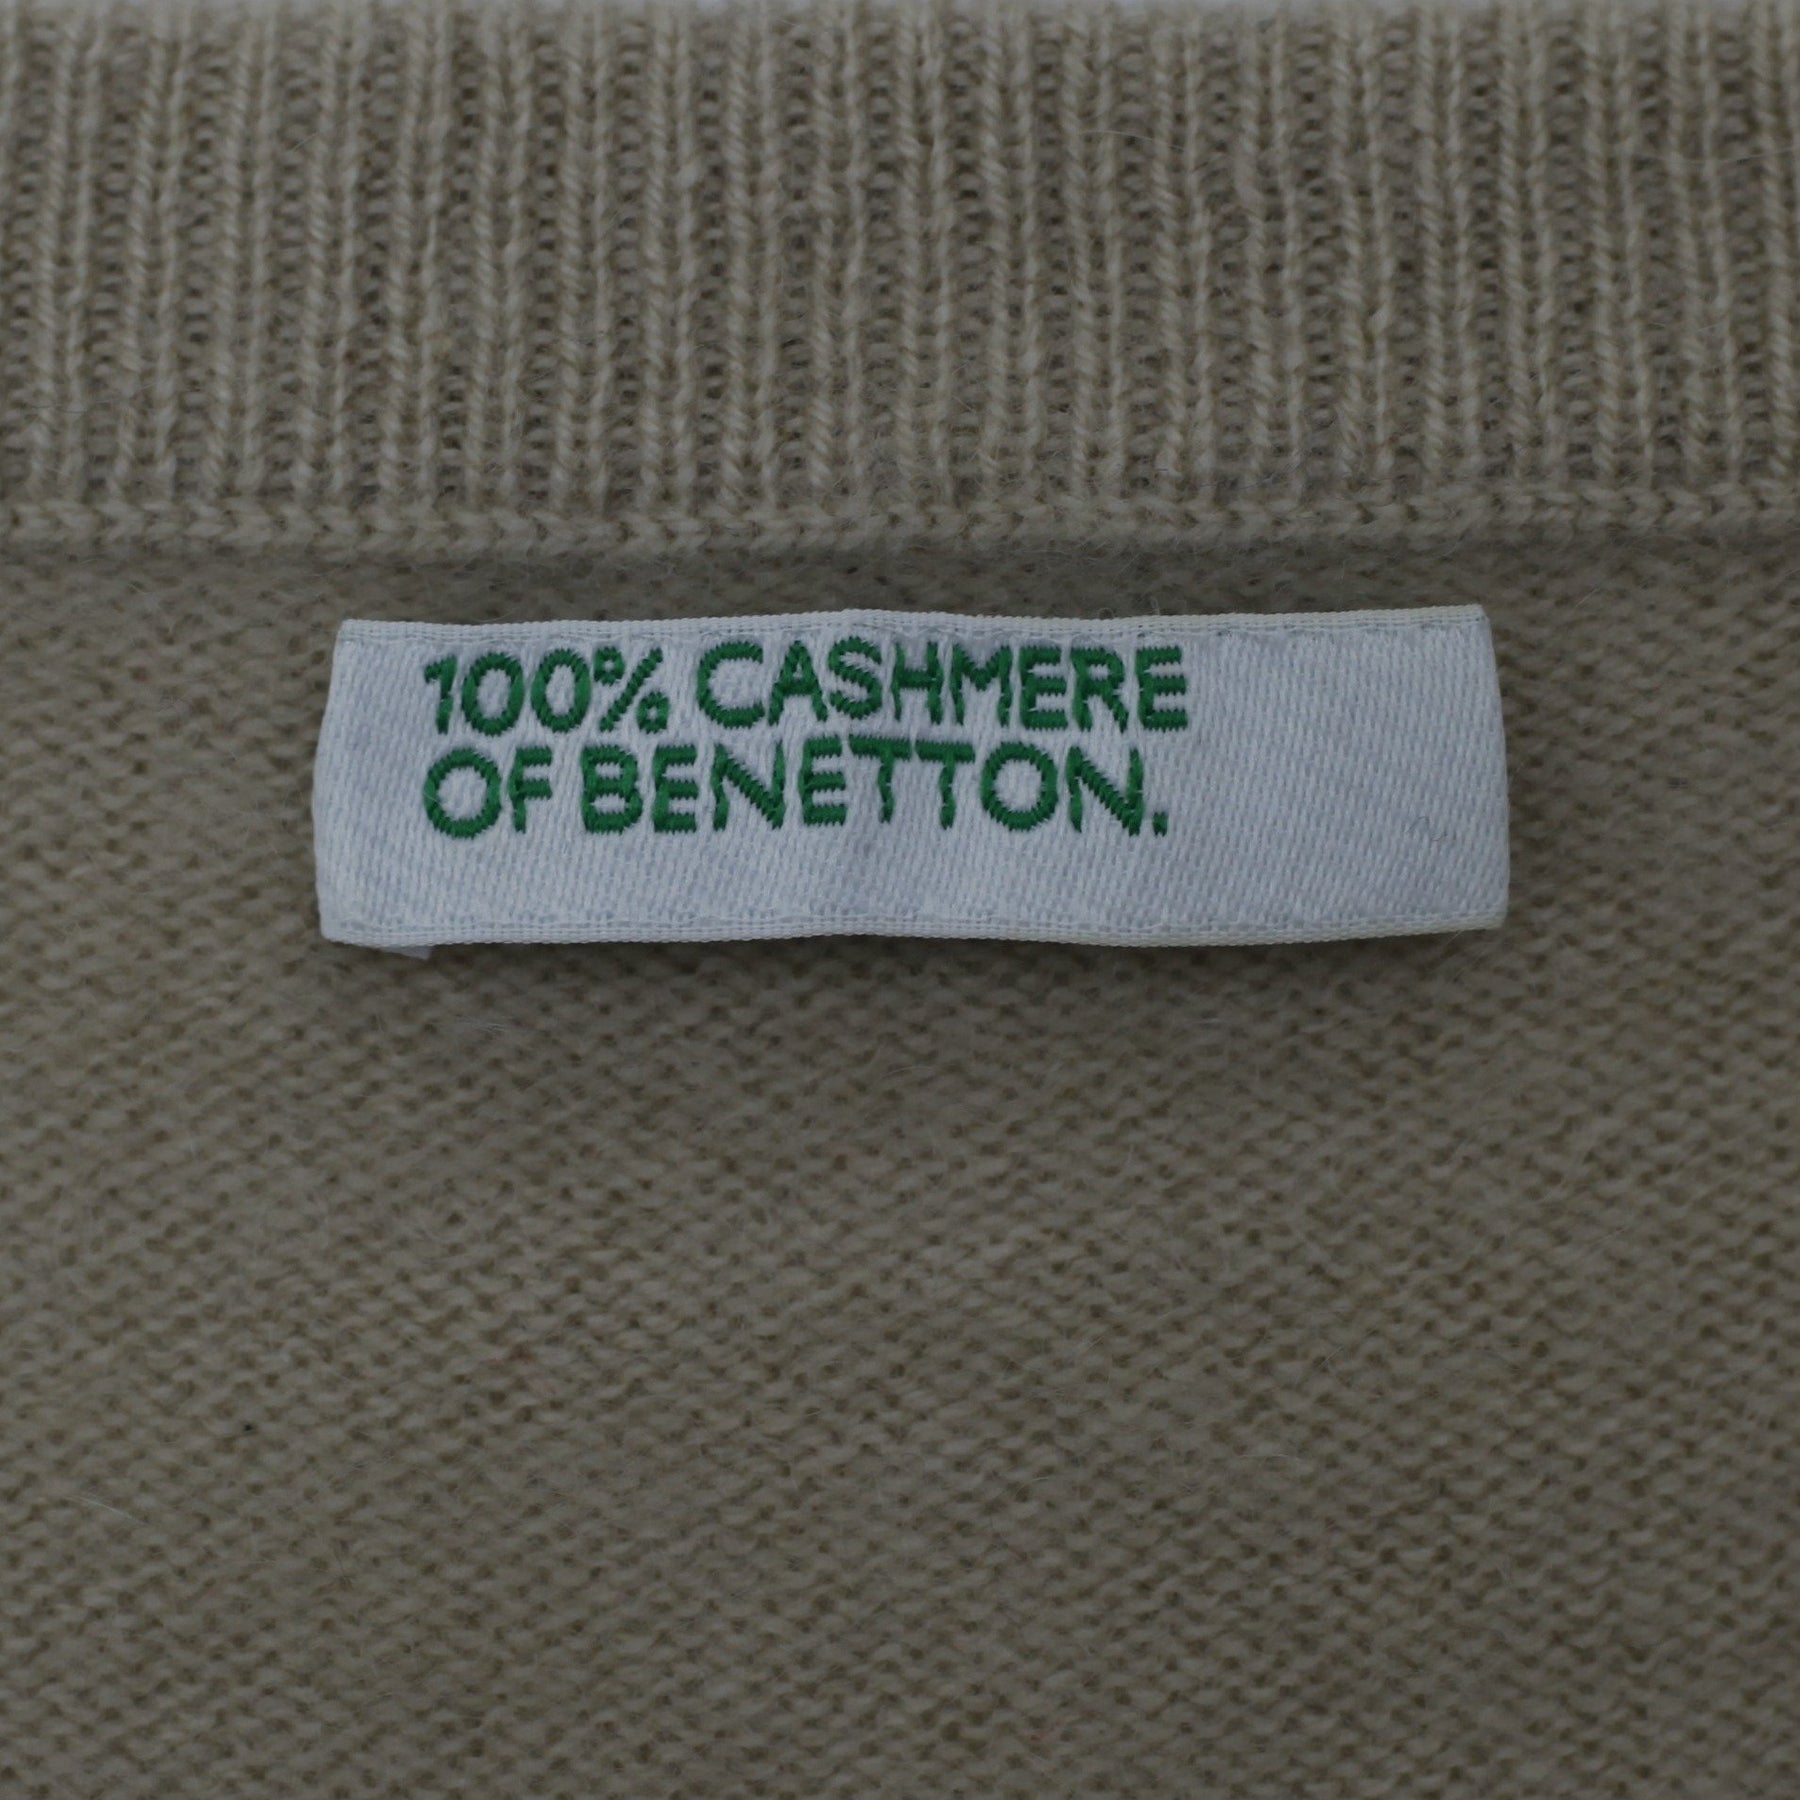 100% CASHMERE
OF BENETTON.